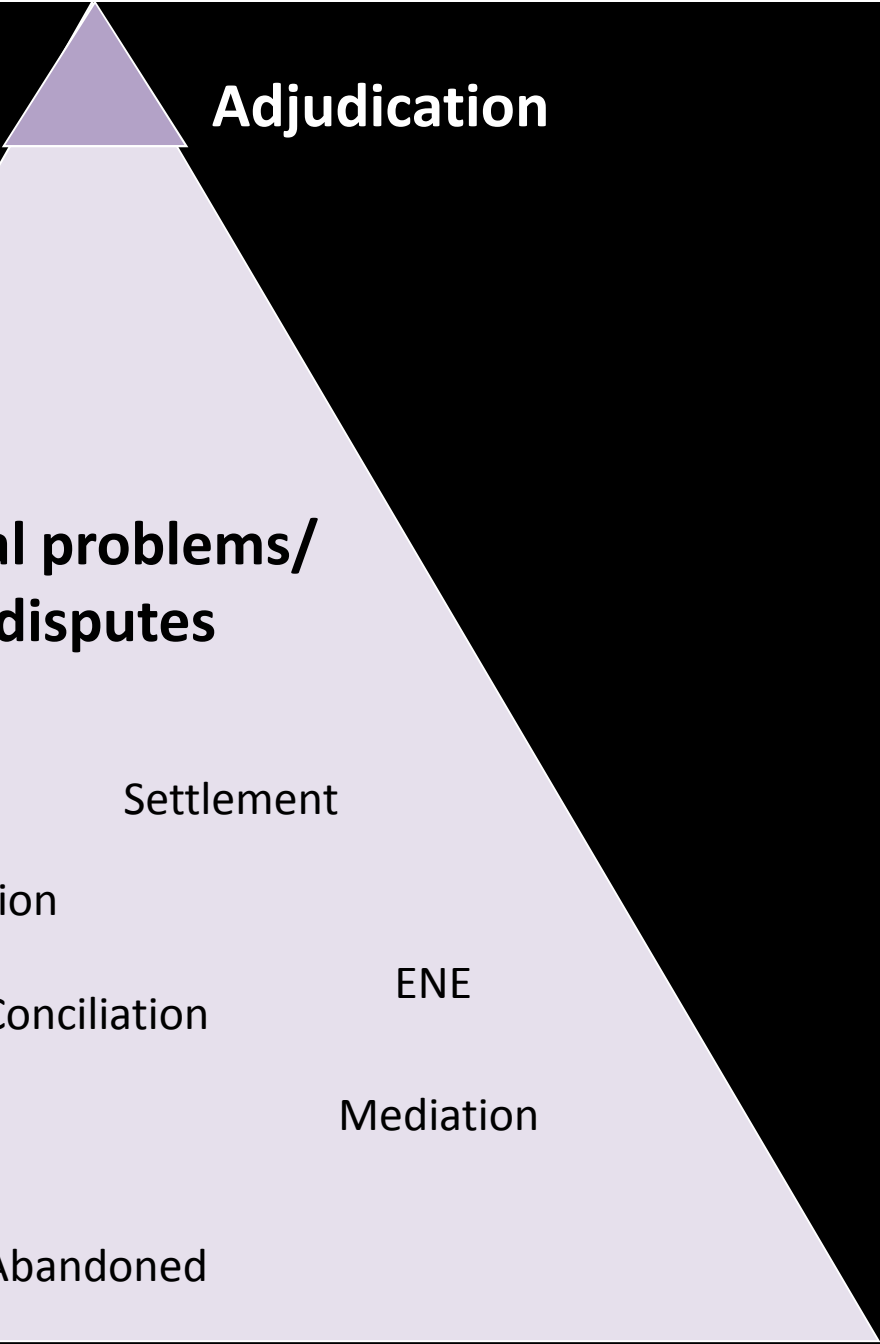 Adjudication
al problems/
disputes
Settlement
ion
ENE
Conciliation
Mediation
Abandoned